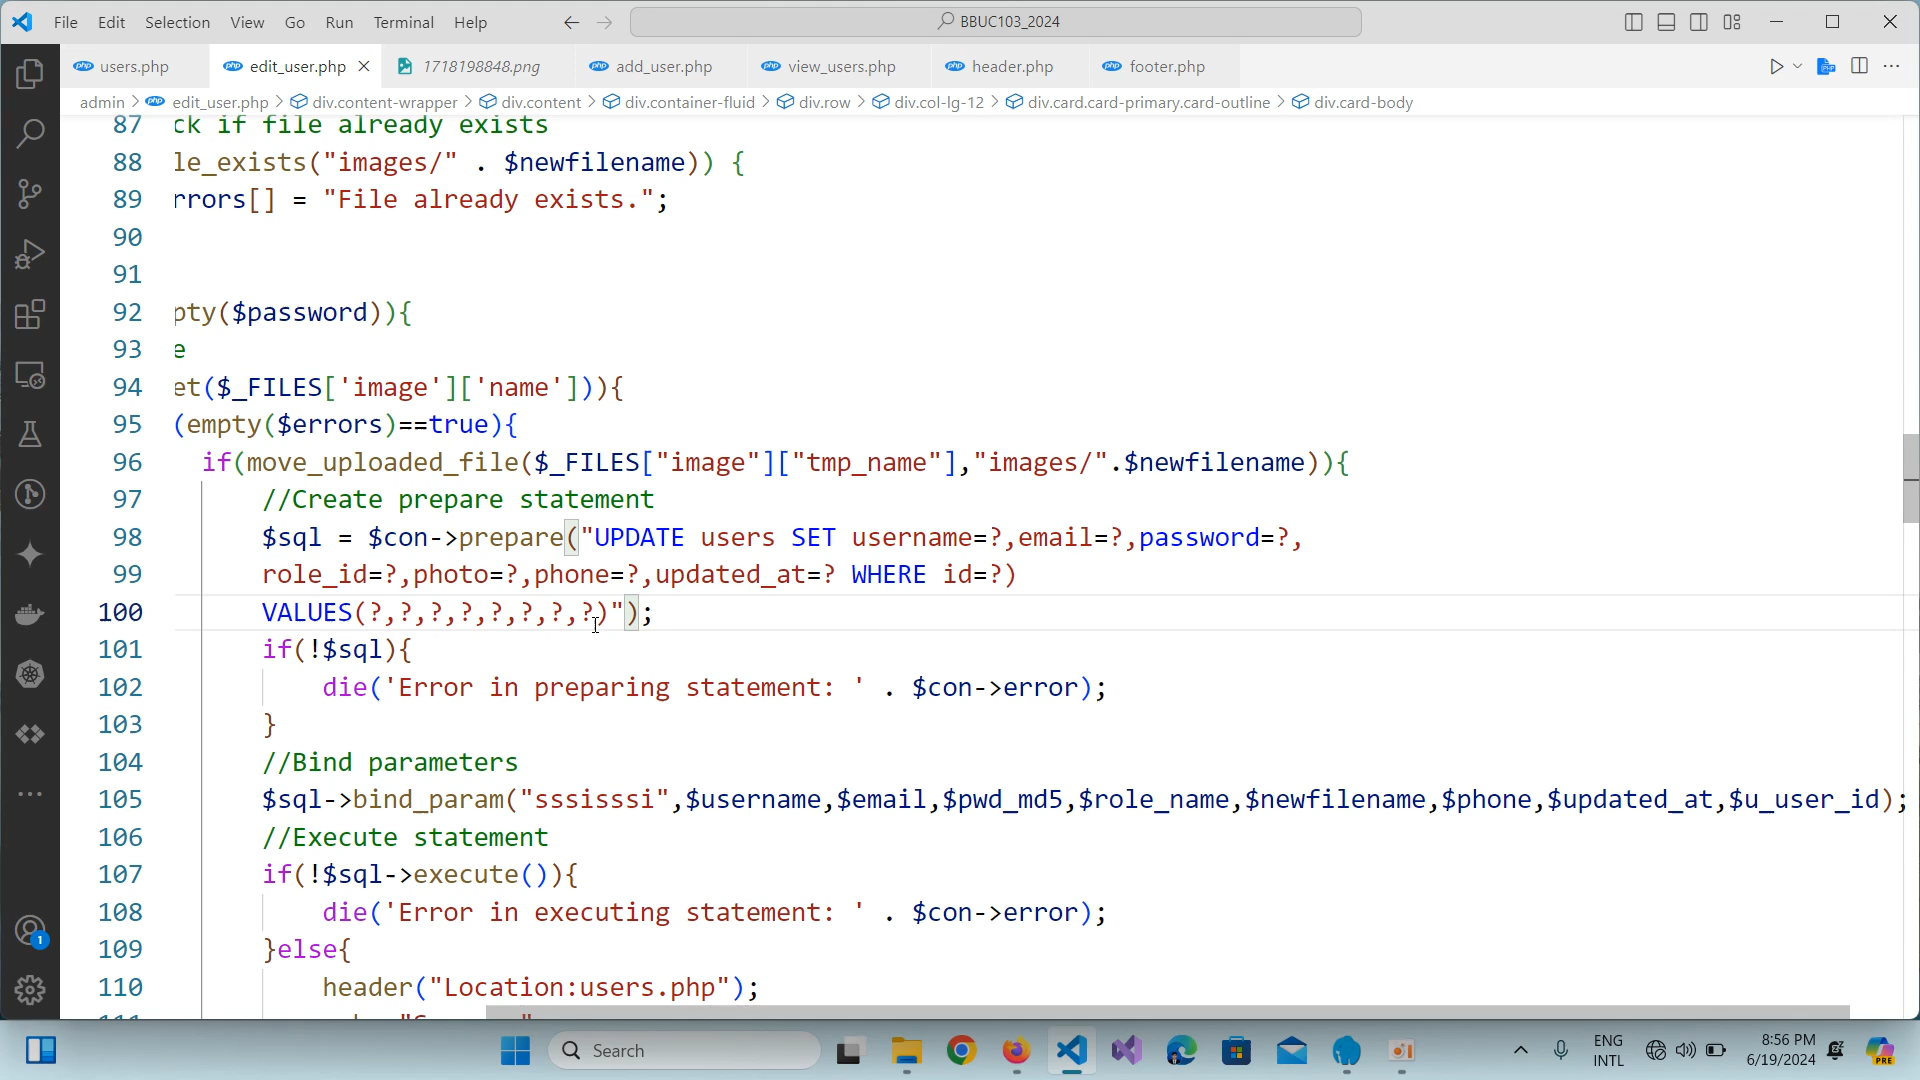 File Edit Selection View Go Run Terminal Help BBUC103_2024
users.php edit_user.php 1718198848.png add_user.php view_users.php header.php footer.php
admin > edit_user.php > div.content-wrapper > div.content > div.container-fluid > div.row > div.col-lg-12 > div.card.card-primary.card-outline > div.card-body
87 ck if file already exists
88 le_exists("images/" . $newfilename)) {
89 rrors[] = "File already exists.";
90
91
92 pty($password)){
93 e
94 et($_FILES['image']['name'])){
95 (empty($errors)==true){
96 if(move_uploaded_file($_FILES["image"]["tmp_name"],"images/".$newfilename)){
97 //Create prepare statement
98 $sql = $con->prepare("UPDATE users SET username=?,email=?,password=?,
99 role_id=?,photo=?,phone=?,updated_at=? WHERE id=?)
100 VALUES(?,?,?,?,?,?,?,?)");
101 if(!$sql){
102 die('Error in preparing statement: ' . $con->error);
103 }
104 //Bind parameters
105 $sql->bind_param("sssisssi",$username,$email,$pwd_md5,$role_name,$newfilename,$phone,$updated_at,$u_user_id);
106 //Execute statement
107 if(!$sql->execute()){
108 die('Error in executing statement: ' . $con->error);
109 }else{
110 header("Location:users.php");
1
Search
PRE
ENG
INTL
8:56 PM
6/19/2024